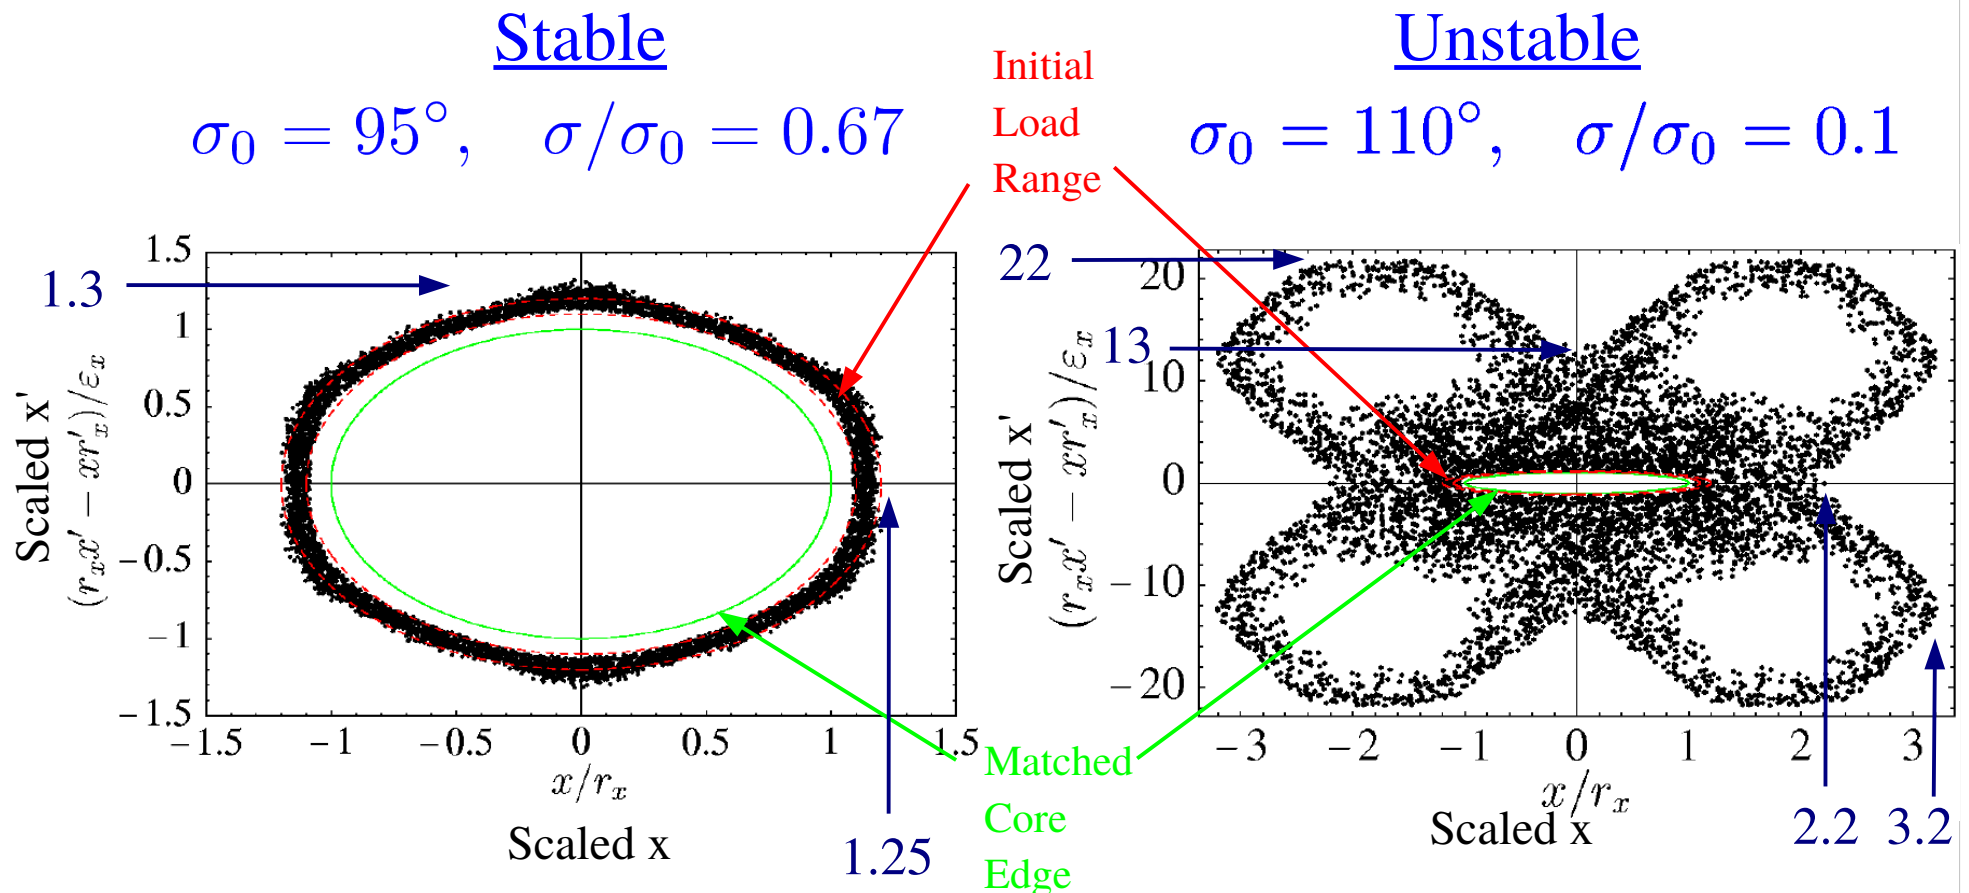 Stable
σ₀ = 95°, σ/σ₀ = 0.67
Initial
Load
Range
Unstable
σ₀ = 110°, σ/σ₀ = 0.1
1.3
Scaled x'
(rₓx′ − xr′ₓ)/εₓ
1.5
1
0.5
0
−0.5
−1
−1.5
−1.5 −1 −0.5 0 0.5 1 1.5
x/rₓ
Scaled x
1.25
Matched
Core
Edge
22
13
Scaled x'
(rₓx′ − xr′ₓ)/εₓ
20
10
0
−10
−20
−3 −2 −1 0 1 2 3
x/rₓ
Scaled x
2.2 3.2